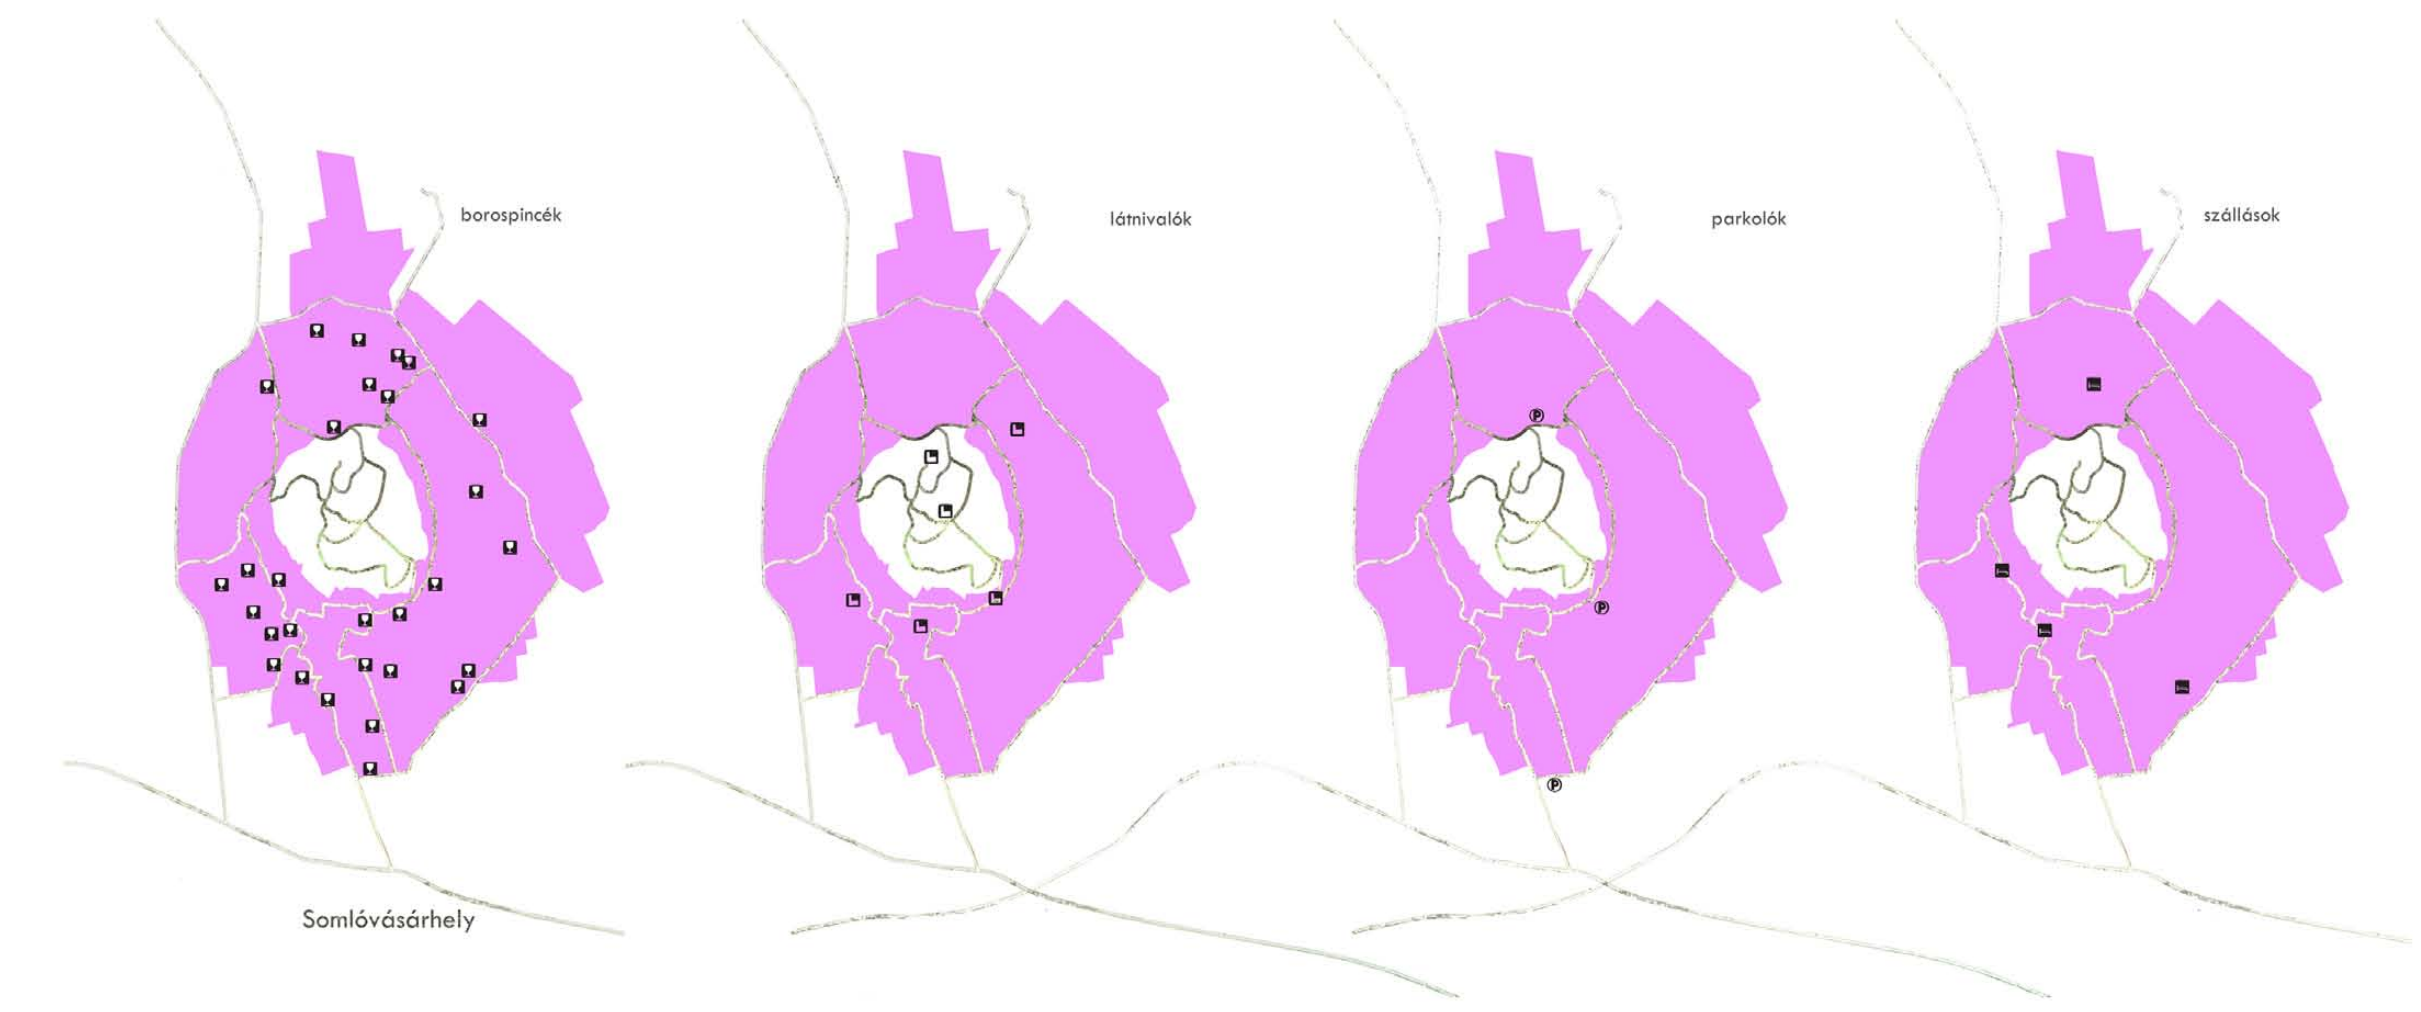 borospincék
látnivalók
parkolók
szállások
P
P
P
Somlóvásárhely